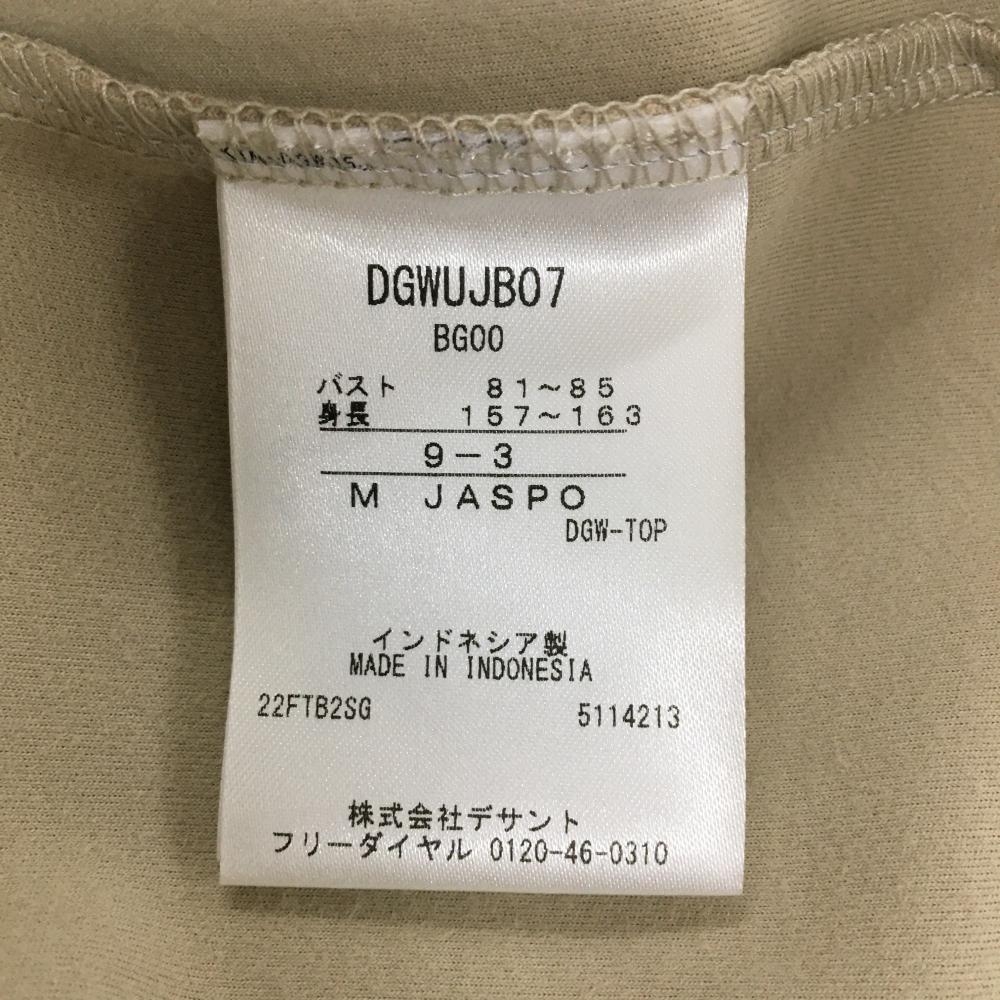 DGWUJB07
BG00
バスト 81~85
身長 157~163
9-3
M JASPO
DGW-TOP
インドネシア製
MADE IN INDONESIA
22FTB2SG 5114213
株式会社デサント
フリーダイヤル 0120-46-0310